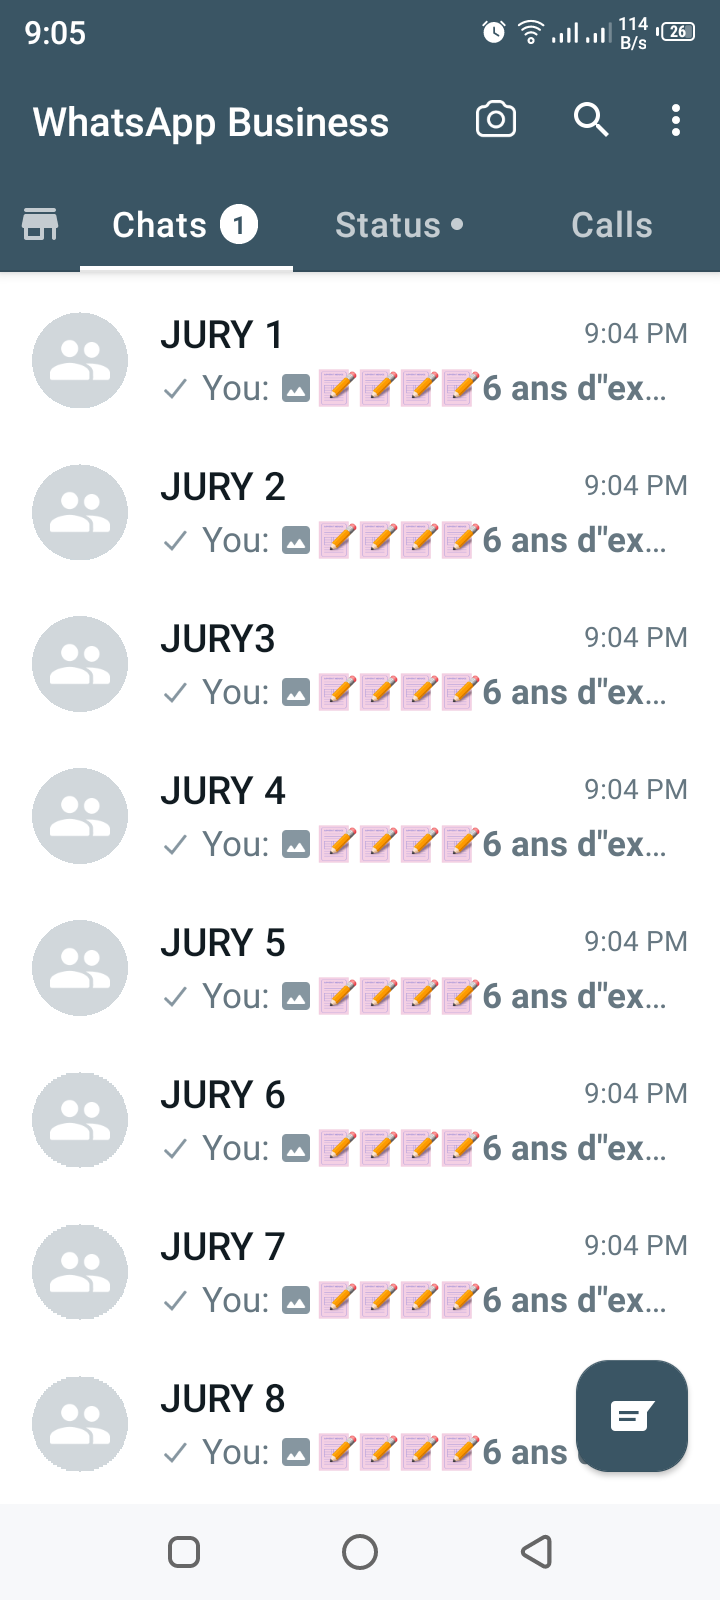 9:05 114 B/s 26
WhatsApp Business
Chats 1 Status Calls
JURY 1 9:04 PM
You: 📝📝📝📝6 ans d"ex...
JURY 2 9:04 PM
You: 📝📝📝📝6 ans d"ex...
JURY3 9:04 PM
You: 📝📝📝📝6 ans d"ex...
JURY 4 9:04 PM
You: 📝📝📝📝6 ans d"ex...
JURY 5 9:04 PM
You: 📝📝📝📝6 ans d"ex...
JURY 6 9:04 PM
You: 📝📝📝📝6 ans d"ex...
JURY 7 9:04 PM
You: 📝📝📝📝6 ans d"ex...
JURY 8
You: 📝📝📝📝6 ans